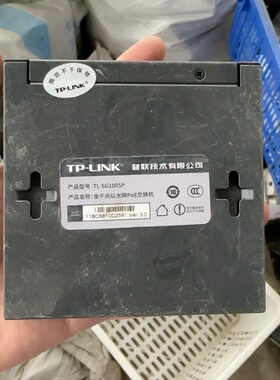 撕毁不予保修
TP-LINK
TP-LINK 普联技术有限公司
产品型号: TL-SG1005P
产品名称: 全千兆以太网PoE交换机
Ver:3.0